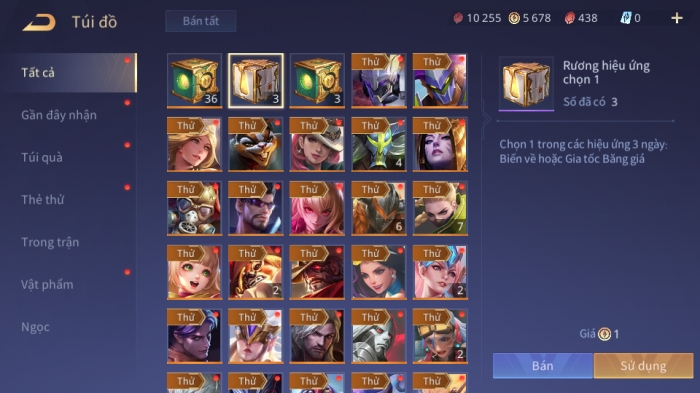 Túi đồ
Bán tất
10 255
5 678
438
0
+
Tất cả
Gần đây nhận
Túi quà
Thẻ thử
Trong trận
Vật phẩm
Ngọc
36
3
3
Thử
Thử
Thử
Thử
Thử
Thử
4
Thử
Thử
Thử
Thử
Thử
6
Thử
7
Thử
Thử
2
Thử
Thử
Thử
2
Thử
Thử
Thử
Thử
Thử
2
Thử
Thử
Thử
Thử
Thử
Rương hiệu ứng
chọn 1
Số đã có 3
Chọn 1 trong các hiệu ứng 3 ngày:
Biến về hoặc Gia tốc Băng giá
Giá 1
Bán
Sử dụng